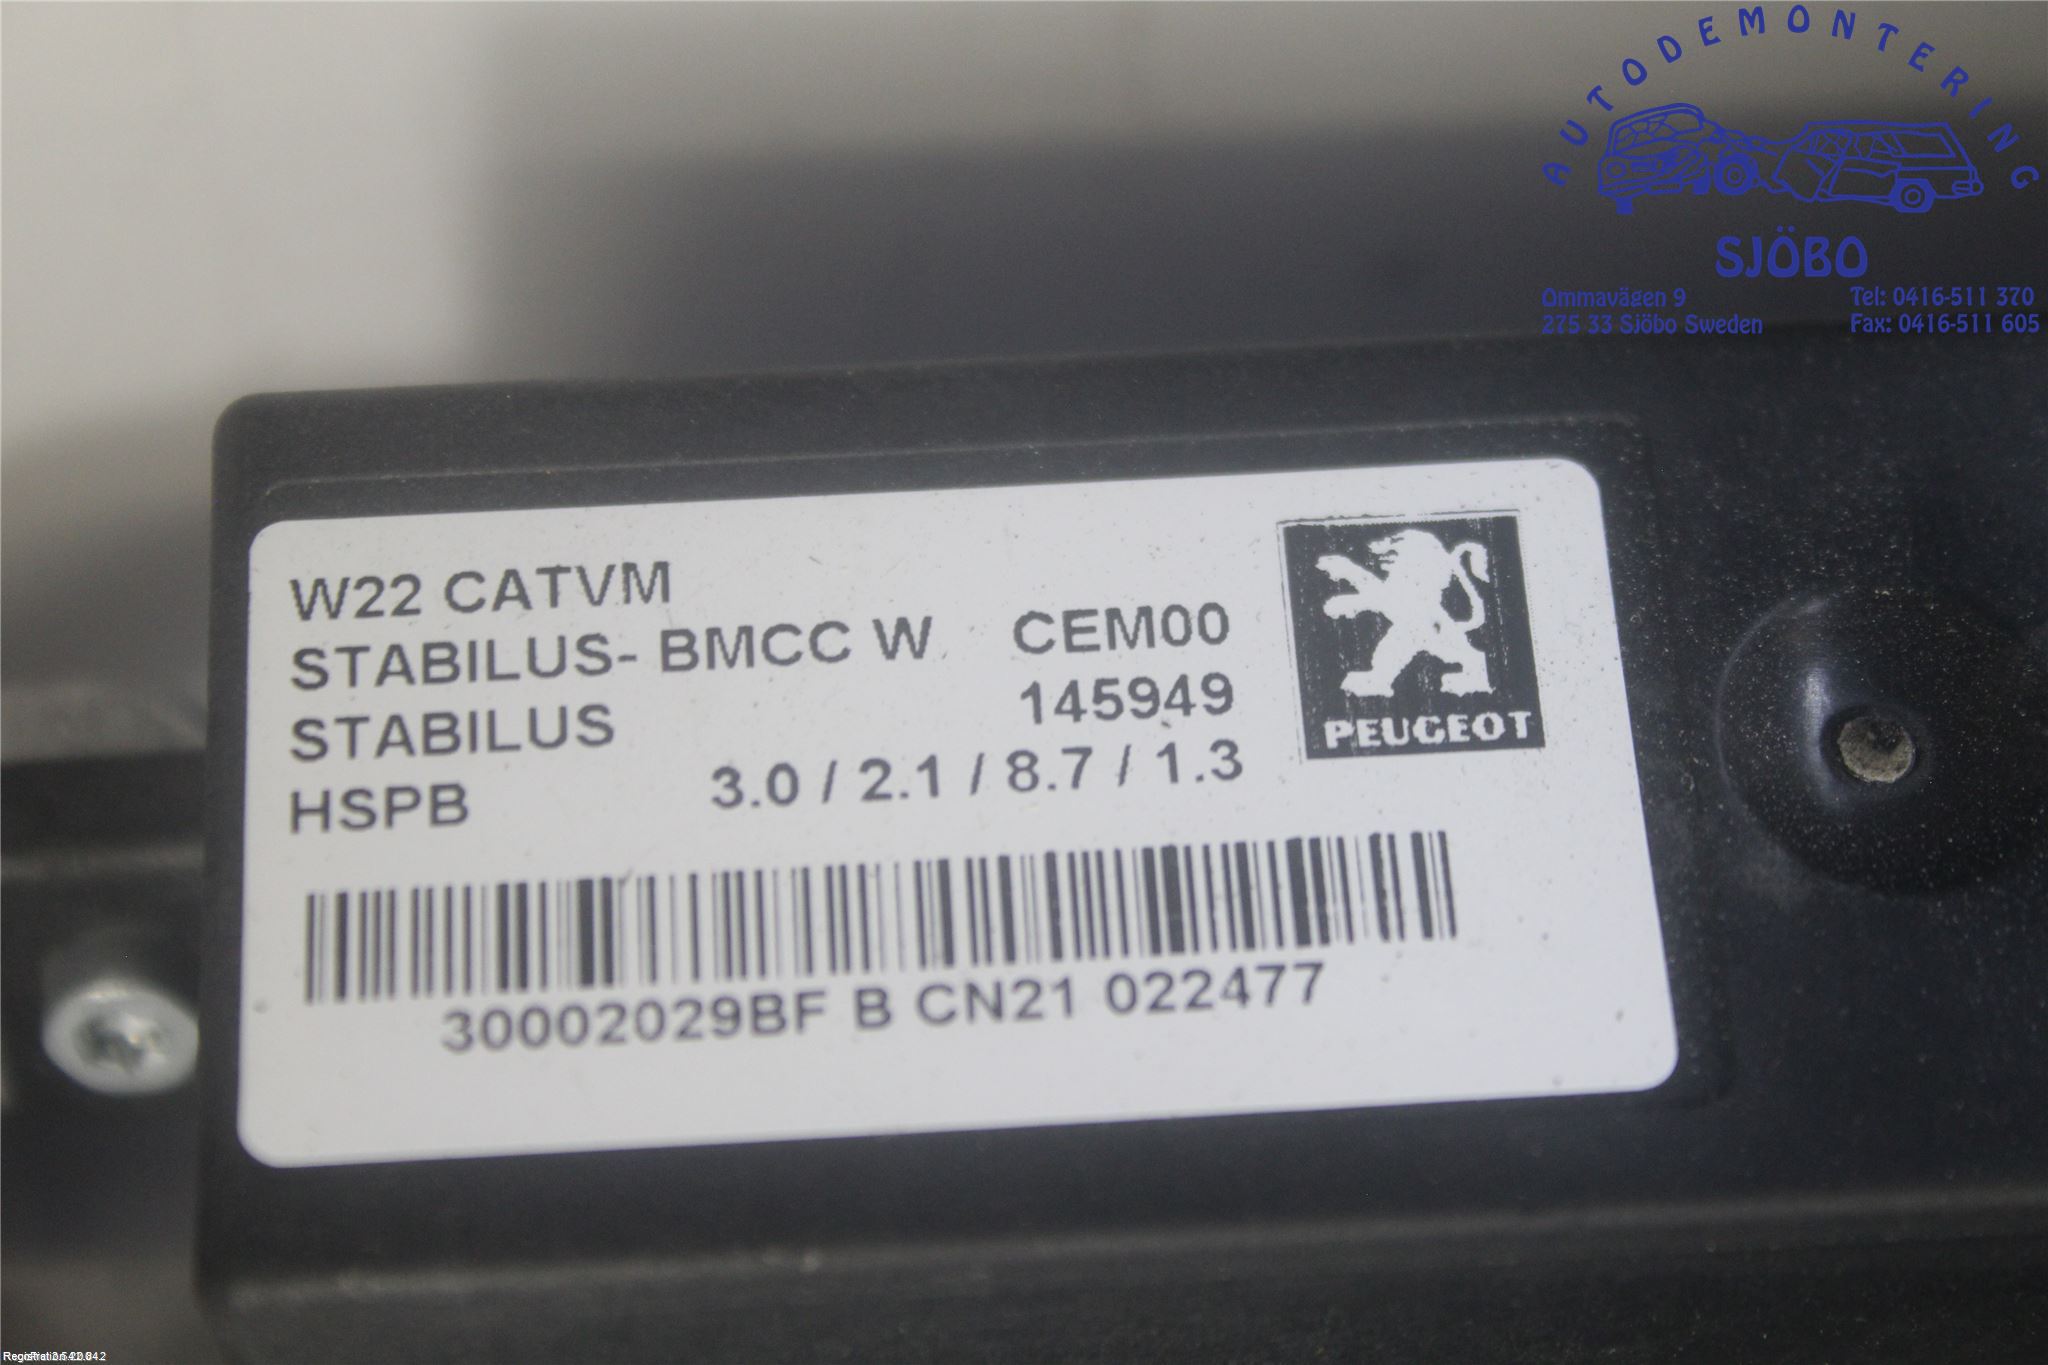 AUTODEMONTERING
SJÖBO
Ommavägen 9
275 33 Sjöbo Sweden
Tel: 0416-511 370
Fax: 0416-511 605
W22 CATVM
STABILUS- BMCC W CEM00
STABILUS 145949
HSPB 3.0 / 2.1 / 8.7 / 1.3
PEUGEOT
30002029BF B CN21 022477